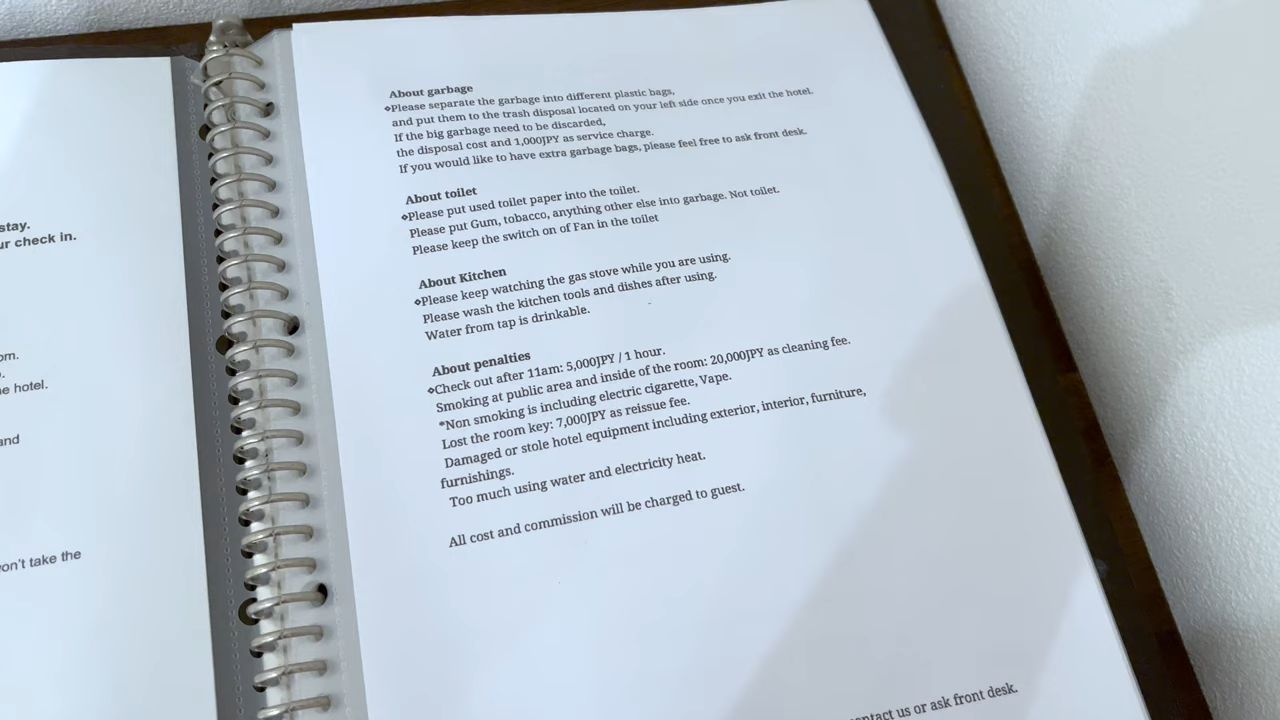 stay.
ur check in.
om.
e hotel.
and
on't take the
About garbage
◇Please separate the garbage into different plastic bags,
and put them to the trash disposal located on your left side once you exit the hotel.
If the big garbage need to be discarded,
the disposal cost and 1,000JPY as service charge.
If you would like to have extra garbage bags, please feel free to ask front desk.
About toilet
◇Please put used toilet paper into the toilet.
Please put Gum, tobacco, anything other else into garbage. Not toilet.
Please keep the switch on of Fan in the toilet
About Kitchen
◇Please keep watching the gas stove while you are using.
Please wash the kitchen tools and dishes after using.
Water from tap is drinkable.
About penalties
◇Check out after 11am: 5,000JPY / 1 hour.
Smoking at public area and inside of the room: 20,000JPY as cleaning fee.
*Non smoking is including electric cigarette, Vape.
Lost the room key: 7,000JPY as reissue fee.
Damaged or stole hotel equipment including exterior, interior, furniture,
furnishings.
Too much using water and electricity heat.
All cost and commission will be charged to guest.
ntact us or ask front desk.